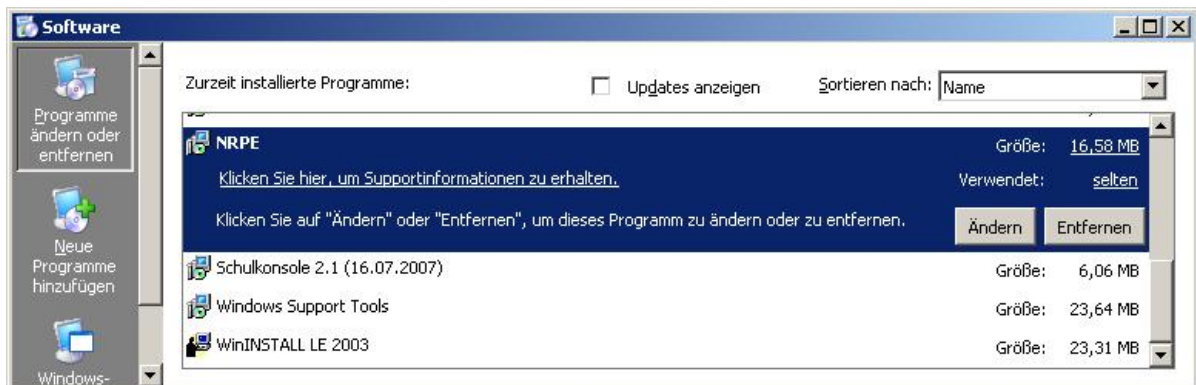 Software
Programme
ändern oder
entfernen
Neue
Programme
hinzufügen
Windows-
Zurzeit installierte Programme:
Updates anzeigen
Sortieren nach:
Name
NRPE
Größe: 16,58 MB
Klicken Sie hier, um Supportinformationen zu erhalten.
Verwendet: selten
Klicken Sie auf "Ändern" oder "Entfernen", um dieses Programm zu ändern oder zu entfernen.
Ändern
Entfernen
Schulkonsole 2.1 (16.07.2007)
Größe: 6,06 MB
Windows Support Tools
Größe: 23,64 MB
WinINSTALL LE 2003
Größe: 23,31 MB